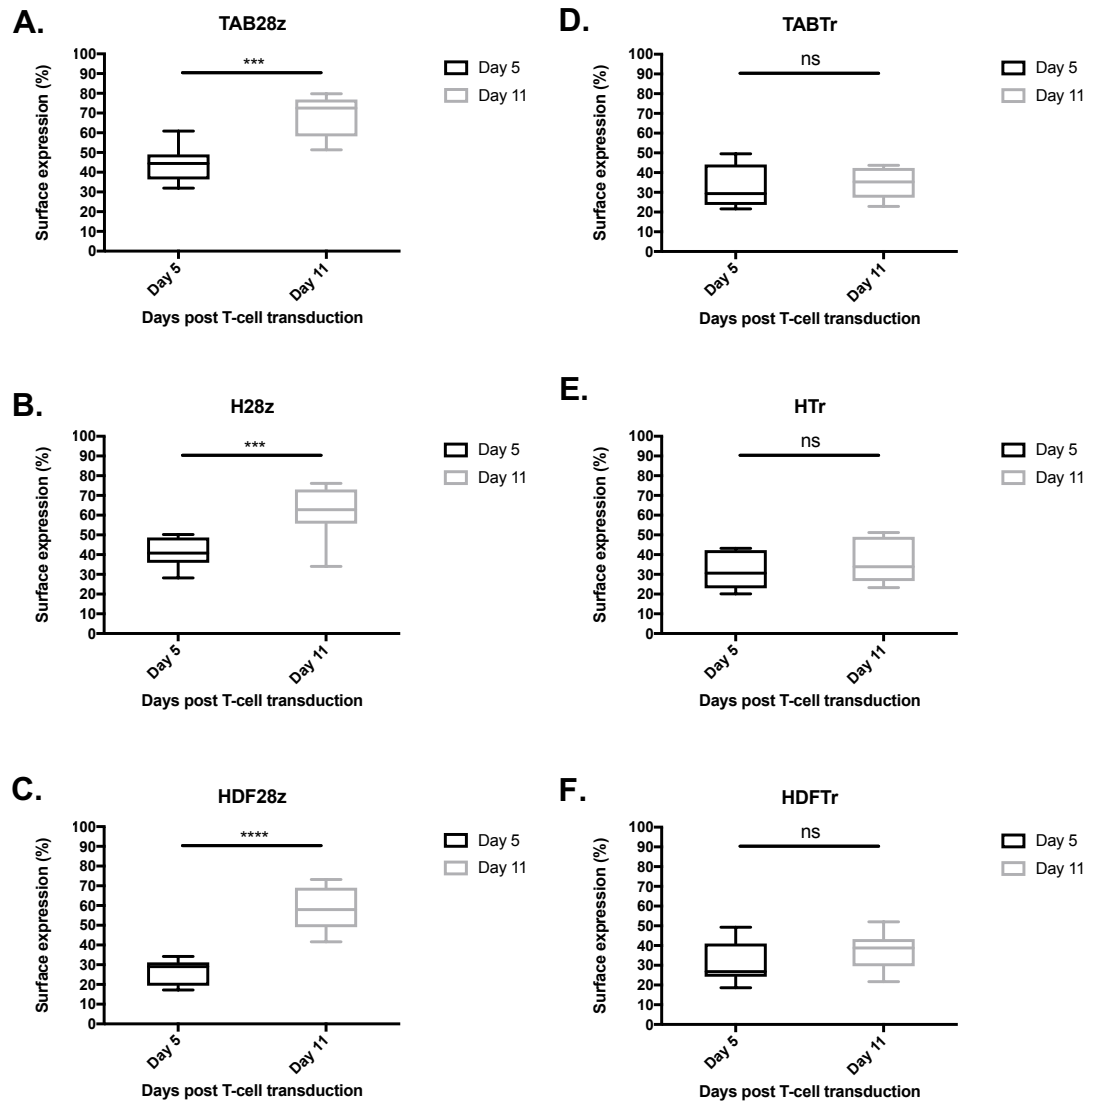 A.
TAB28z
Surface expression (%)
100
90
80
70
60
50
40
30
20
10
0
***
Day 5
Day 11
Days post T-cell transduction
Day 5
Day 11
D.
TABTr
Surface expression (%)
100
90
80
70
60
50
40
30
20
10
0
ns
Day 5
Day 11
Days post T-cell transduction
Day 5
Day 11
B.
H28z
Surface expression (%)
100
90
80
70
60
50
40
30
20
10
0
***
Day 5
Day 11
Days post T-cell transduction
Day 5
Day 11
E.
HTr
Surface expression (%)
100
90
80
70
60
50
40
30
20
10
0
ns
Day 5
Day 11
Days post T-cell transduction
Day 5
Day 11
C.
HDF28z
Surface expression (%)
100
90
80
70
60
50
40
30
20
10
0
****
Day 5
Day 11
Days post T-cell transduction
Day 5
Day 11
F.
HDFTr
Surface expression (%)
100
90
80
70
60
50
40
30
20
10
0
ns
Day 5
Day 11
Days post T-cell transduction
Day 5
Day 11